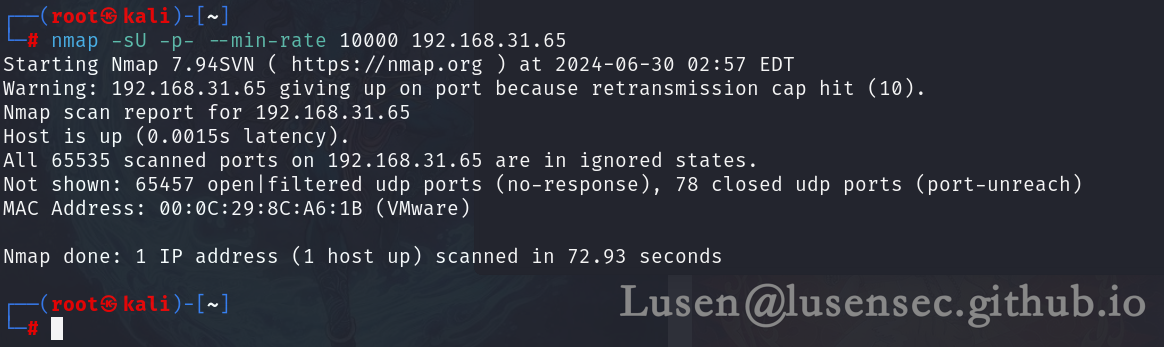 ┌──(root㉿kali)-[~]
└─# nmap -sU -p- --min-rate 10000 192.168.31.65
Starting Nmap 7.94SVN ( https://nmap.org ) at 2024-06-30 02:57 EDT
Warning: 192.168.31.65 giving up on port because retransmission cap hit (10).
Nmap scan report for 192.168.31.65
Host is up (0.0015s latency).
All 65535 scanned ports on 192.168.31.65 are in ignored states.
Not shown: 65457 open|filtered udp ports (no-response), 78 closed udp ports (port-unreach)
MAC Address: 00:0C:29:8C:A6:1B (VMware)
Nmap done: 1 IP address (1 host up) scanned in 72.93 seconds
┌──(root㉿kali)-[~]
└─#
Lusen@lusensec.github.io